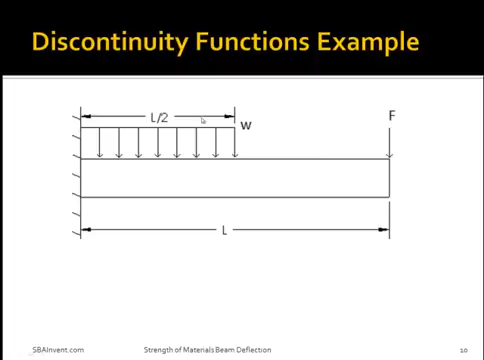 Discontinuity Functions Example
L/2
w
F
L
SBAInvent.com
Strength of Materials Beam Deflection
10